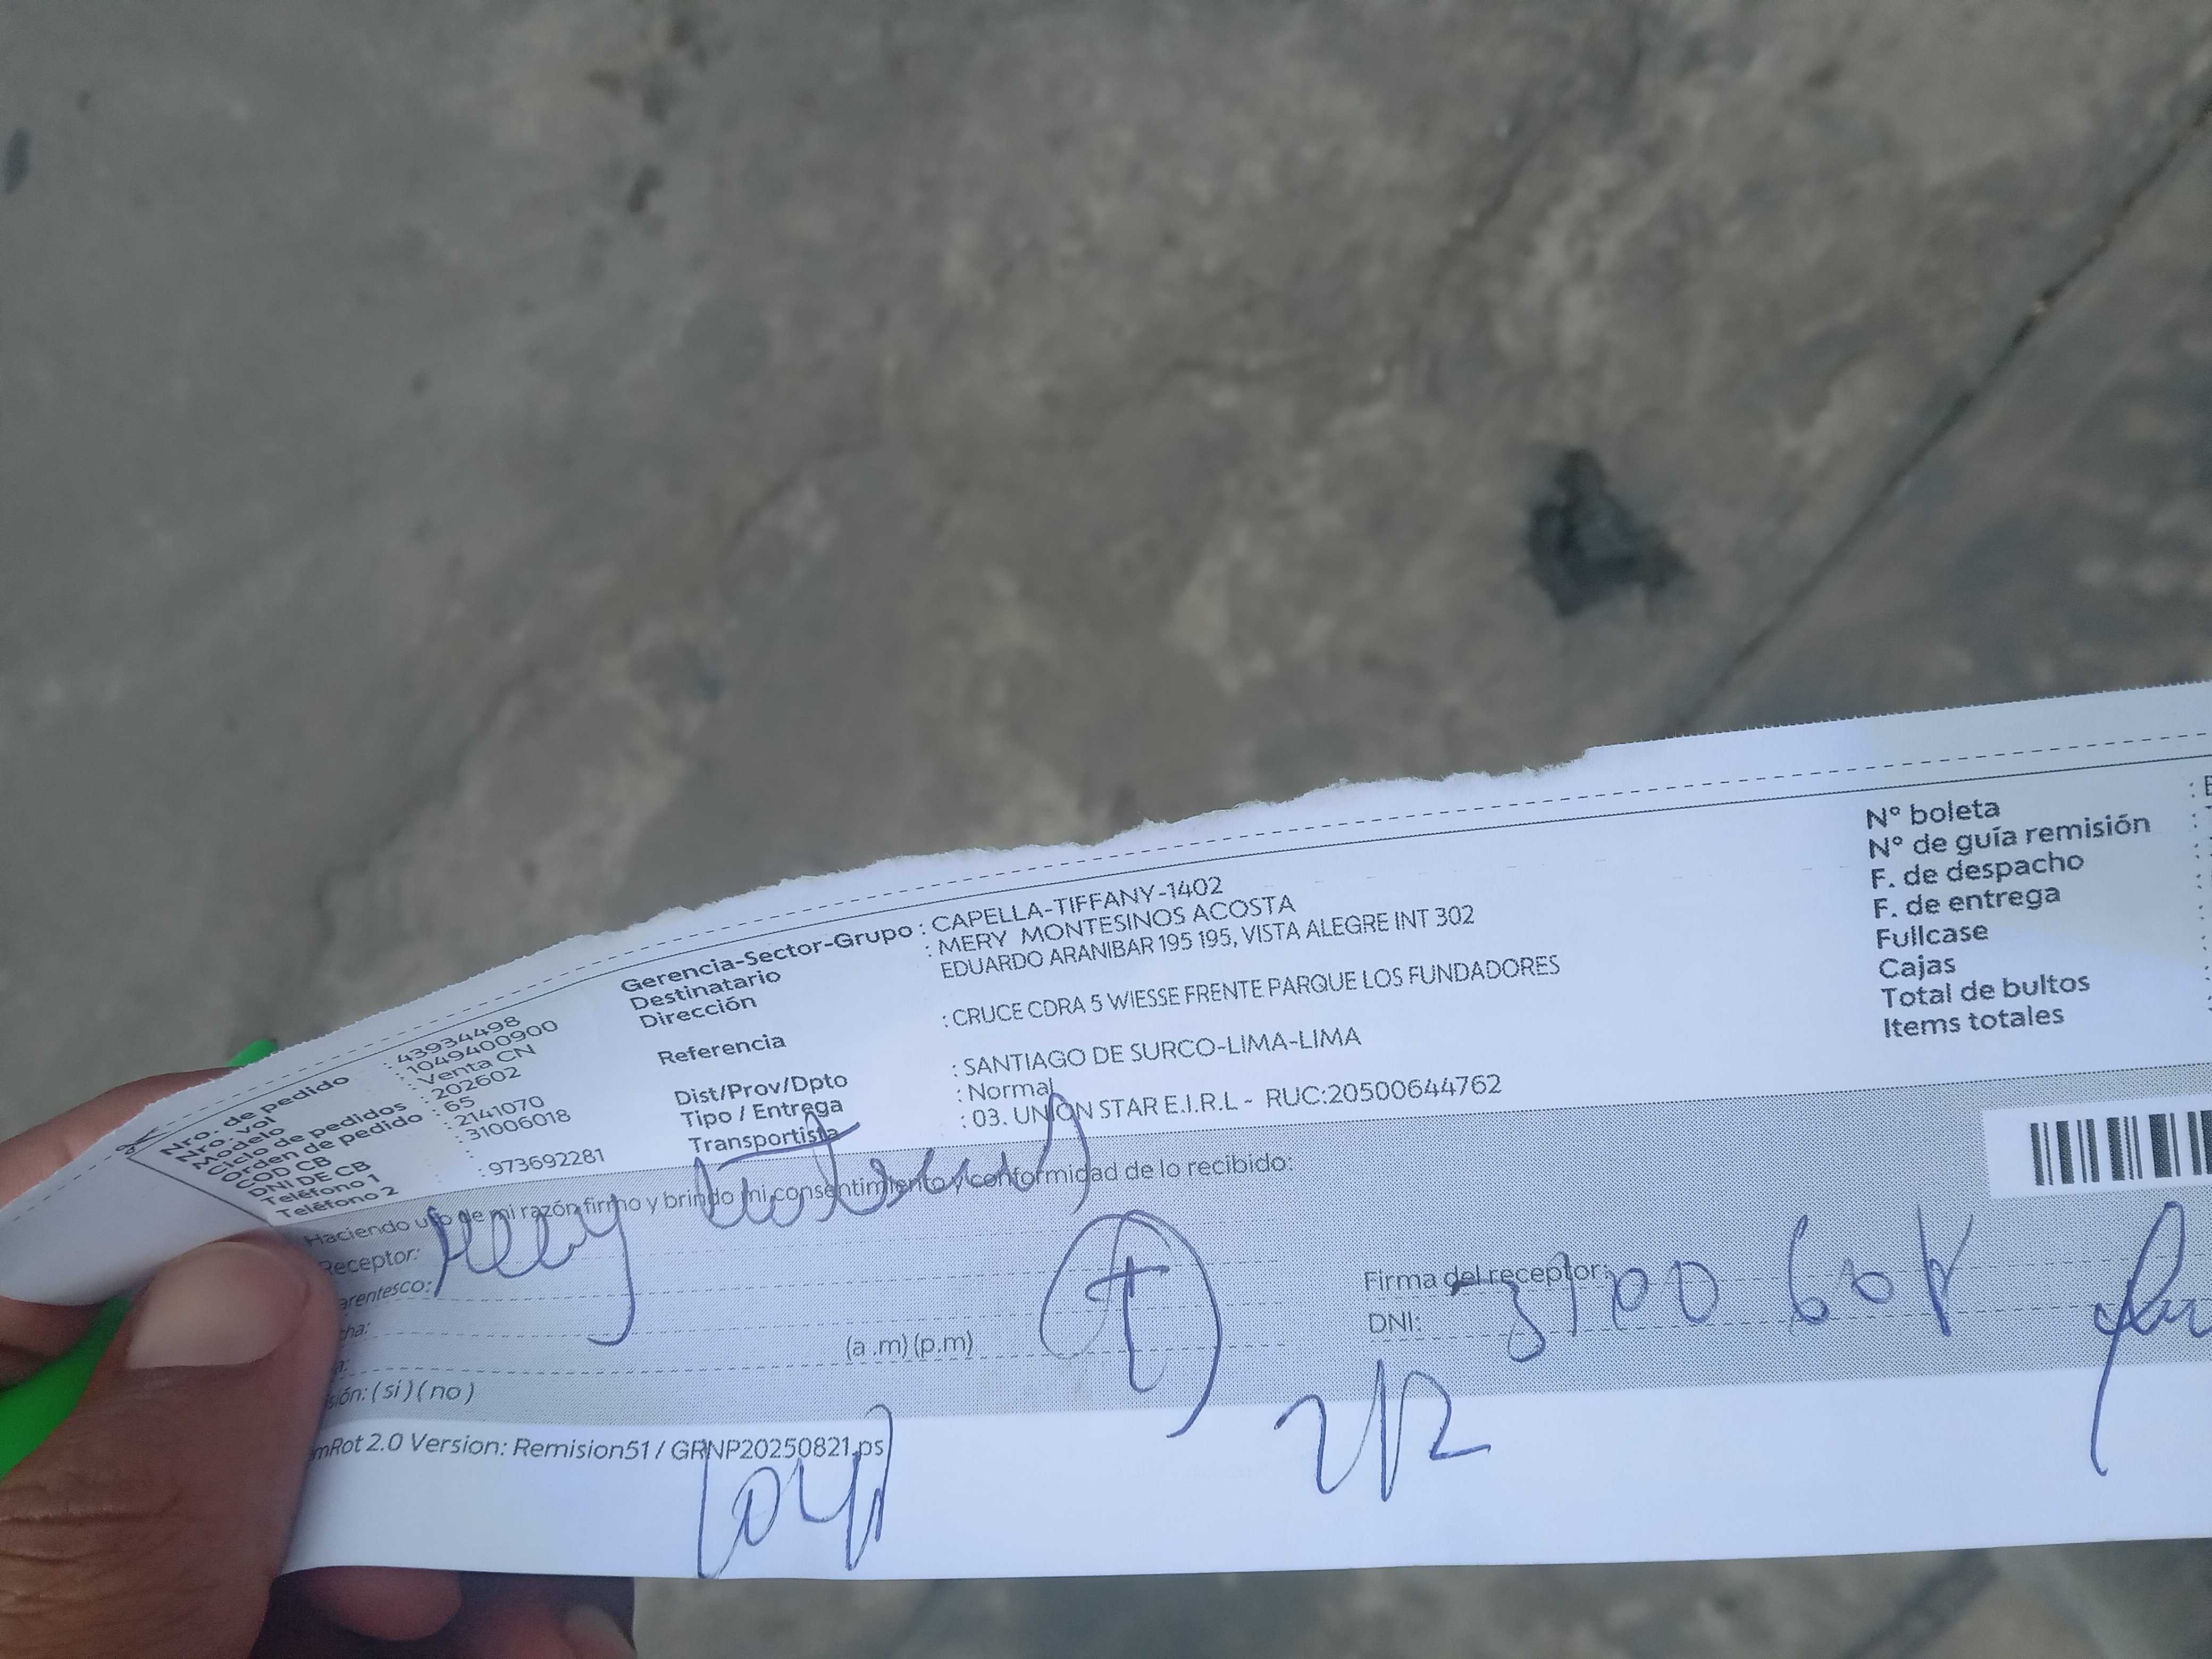 Nro. de pedido : 43934498
Nro. vol : 1049400900
Modelo : Venta CN
Ciclo de pedidos : 202602
Orden de pedido : 65
COD CB : 2141070
DNI DE CB : 31006018
Teléfono 1
Teléfono 2 : 973692281
Gerencia-Sector-Grupo : CAPELLA-TIFFANY-1402
Destinatario : MERY MONTESINOS ACOSTA
Dirección EDUARDO ARANIBAR 195 195, VISTA ALEGRE INT 302
Referencia : CRUCE CDRA 5 WIESSE FRENTE PARQUE LOS FUNDADORES
Dist/Prov/Dpto : SANTIAGO DE SURCO-LIMA-LIMA
Tipo / Entrega : Normal
Transportista : 03. UNION STAR E.I.R.L - RUC:20500644762
N° boleta
N° de guía remisión
F. de despacho
F. de entrega
Fullcase
Cajas
Total de bultos
Items totales
Haciendo uso de mi razón firmo y brindo mi consentimiento y conformidad de lo recibido:
Receptor: Mery
arentesco:
cha:
a: (a .m) (p.m)
sión: ( si ) ( no )
Firma del receptor:
DNI:
mRot 2.0 Version: Remision51 / GRNP20250821.ps